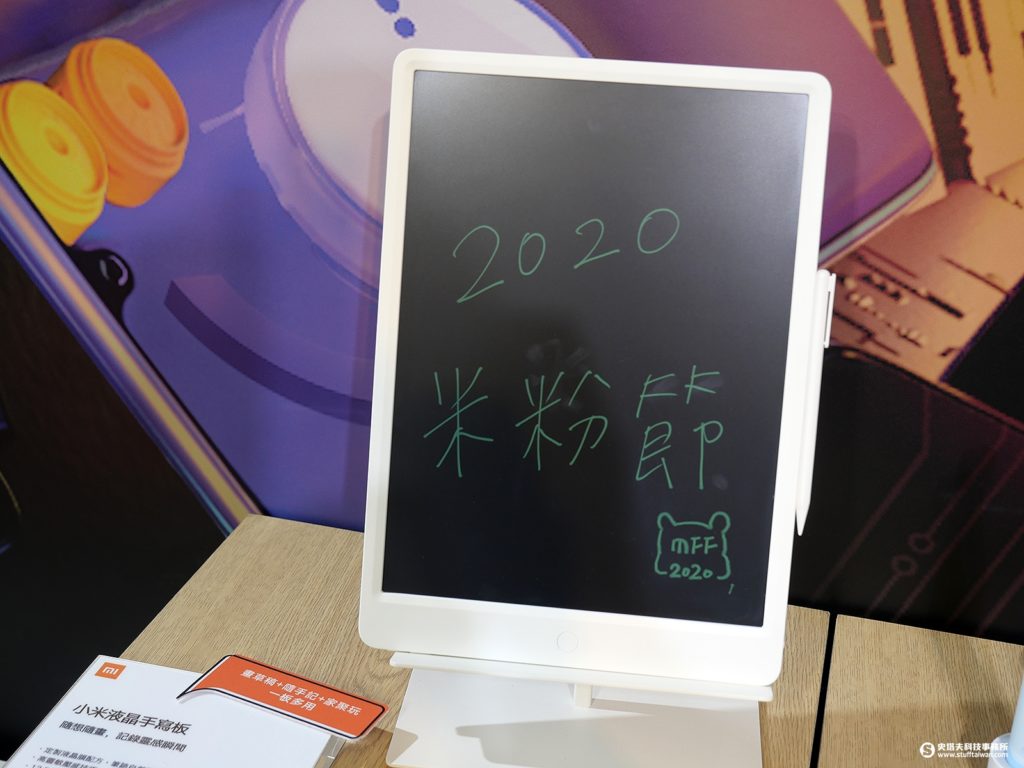 2020
米粉節
MFF
2020
mi
畫草稿+隨手記+家聚玩
一板多用
小米液晶手寫板
隨想隨畫，記錄靈感瞬間
史塔夫科技事務所
www.stufftaiwan.com